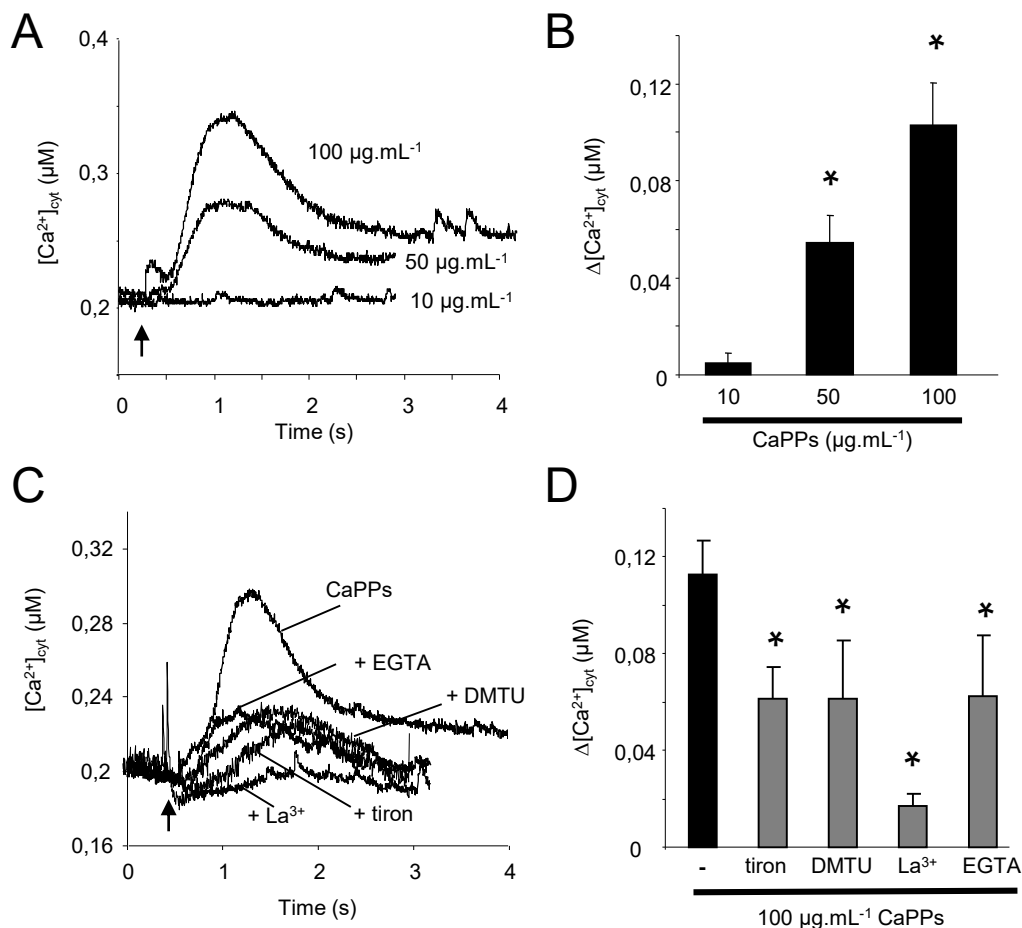 A
[Ca²⁺]cyt (µM)
0,4
0,3
0,2
100 µg.mL⁻¹
50 µg.mL⁻¹
10 µg.mL⁻¹
0 1 2 3 4
Time (s)
B
Δ[Ca²⁺]cyt (µM)
0,12
0,08
0,04
0
* *
10 50 100
CaPPs (µg.mL⁻¹)
C
[Ca²⁺]cyt (µM)
0,32
0,28
0,24
0,2
0,16
CaPPs
+ EGTA
+ DMTU
+ La³⁺
+ tiron
0 1 2 3 4
Time (s)
D
Δ[Ca²⁺]cyt (µM)
0,12
0,08
0,04
0
* * * *
- tiron DMTU La³⁺ EGTA
100 µg.mL⁻¹ CaPPs